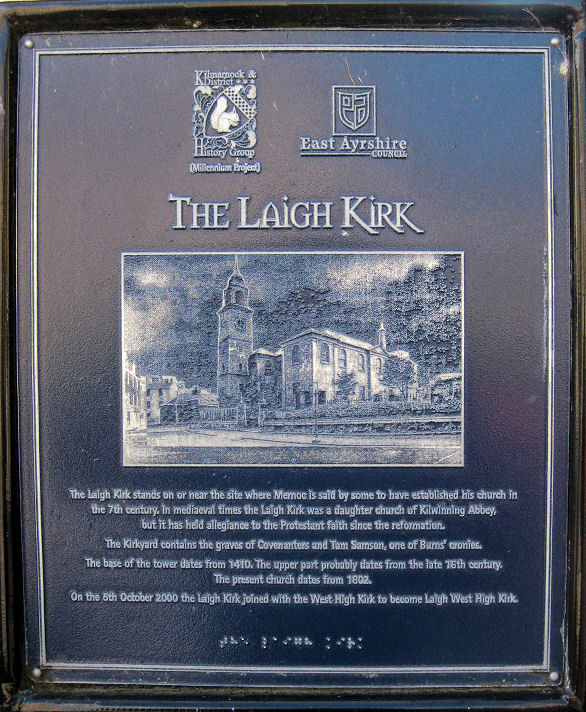 Kilmarnock &
District
History Group
(Millennium Project)
East Ayrshire
COUNCIL
THE LAiGH KiRK
The Laigh Kirk stands on or near the site where Mernoc is said by some to have established his church in
the 7th century. In mediaeval times the Laigh Kirk was a daughter church of Kilwinning Abbey,
but it has held allegiance to the Protestant faith since the reformation.
The Kirkyard contains the graves of Covenanters and Tam Samson, one of Burns' cronies.
The base of the tower dates from 1410. The upper part probably dates from the late 16th century.
The present church dates from 1802.
On the 8th October 2000 the Laigh Kirk joined with the West High Kirk to become Laigh West High Kirk.